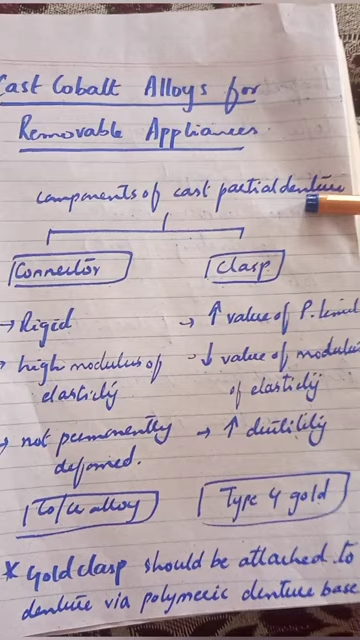 Cast Cobalt Alloys for
Removable Appliances
components of cast partial denture
Connector
Clasp
→ Rigid
→ ↑ value of P. limit
→ high modulus of
elasticity
→ ↓ value of modulus
of elasticity
→ not permanently
deformed.
→ ↑ ductility
Co/Cr alloy
Type 4 gold
* Gold clasp should be attached to
denture via polymeric denture base